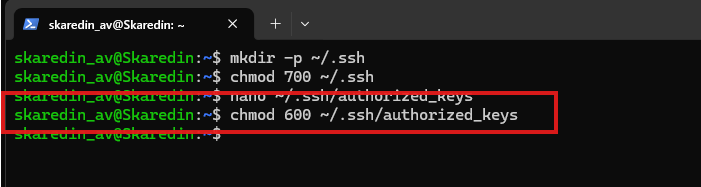 skaredin_av@Skaredin: ~
skaredin_av@Skaredin:~$ mkdir -p ~/.ssh
skaredin_av@Skaredin:~$ chmod 700 ~/.ssh
skaredin_av@Skaredin:~$ nano ~/.ssh/authorized_keys
skaredin_av@Skaredin:~$ chmod 600 ~/.ssh/authorized_keys
skaredin_av@Skaredin:~$